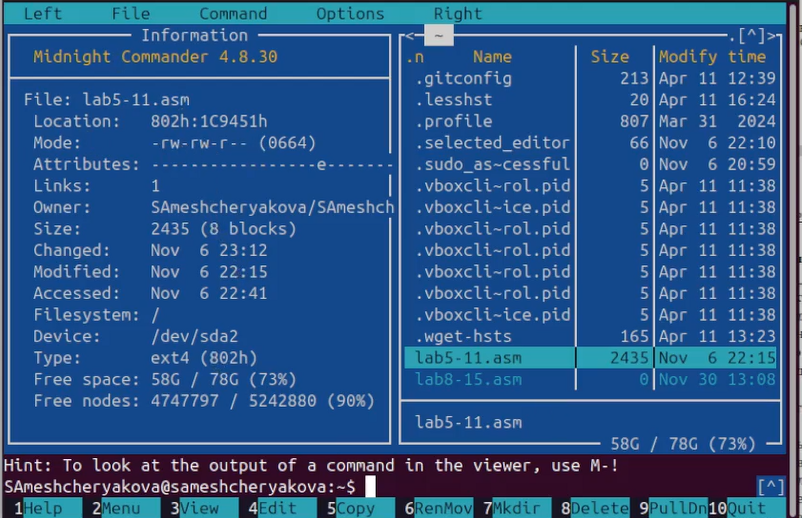 Left File Command Options Right
Information
Midnight Commander 4.8.30
File: lab5-11.asm
Location: 802h:1C9451h
Mode: -rw-rw-r-- (0664)
Attributes: -----------------e-------
Links: 1
Owner: SAmeshcheryakova/SAmeshch
Size: 2435 (8 blocks)
Changed: Nov 6 23:12
Modified: Nov 6 22:15
Accessed: Nov 6 22:41
Filesystem: /
Device: /dev/sda2
Type: ext4 (802h)
Free space: 58G / 78G (73%)
Free nodes: 4747797 / 5242880 (90%)
<- ~ .[^]>
.n Name Size Modify time
.gitconfig 213 Apr 11 12:39
.lesshst 20 Apr 11 16:24
.profile 807 Mar 31 2024
.selected_editor 66 Nov 6 22:10
.sudo_as~cessful 0 Nov 6 20:59
.vboxcli~rol.pid 5 Apr 11 11:38
.vboxcli~ice.pid 5 Apr 11 11:38
.vboxcli~rol.pid 5 Apr 11 11:38
.vboxcli~rol.pid 5 Apr 11 11:38
.vboxcli~rol.pid 5 Apr 11 11:38
.vboxcli~rol.pid 5 Apr 11 11:38
.vboxcli~ice.pid 5 Apr 11 11:38
.wget-hsts 165 Apr 11 13:23
lab5-11.asm 2435 Nov 6 22:15
lab8-15.asm 0 Nov 30 13:08
lab5-11.asm
58G / 78G (73%)
Hint: To look at the output of a command in the viewer, use M-!
SAmeshcheryakova@sameshcheryakova:~$ [^]
1Help 2Menu 3View 4Edit 5Copy 6RenMov 7Mkdir 8Delete 9PullDn 10Quit